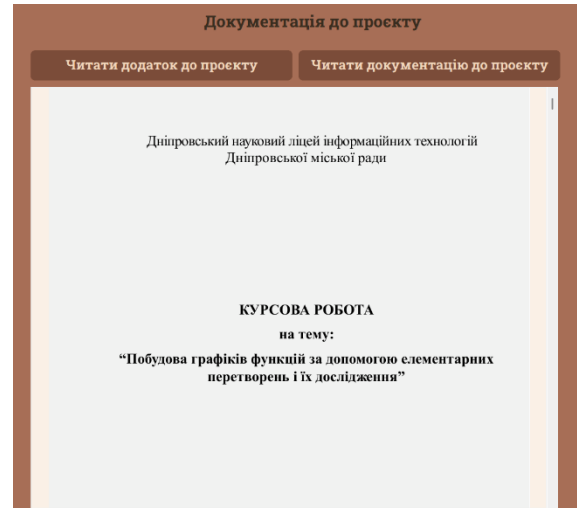 Документація до проєкту
Читати додаток до проєкту
Читати документацію до проєкту
Дніпровський науковий ліцей інформаційних технологій
Дніпровської міської ради
КУРСОВА РОБОТА
на тему:
“Побудова графіків функцій за допомогою елементарних
перетворень і їх дослідження”